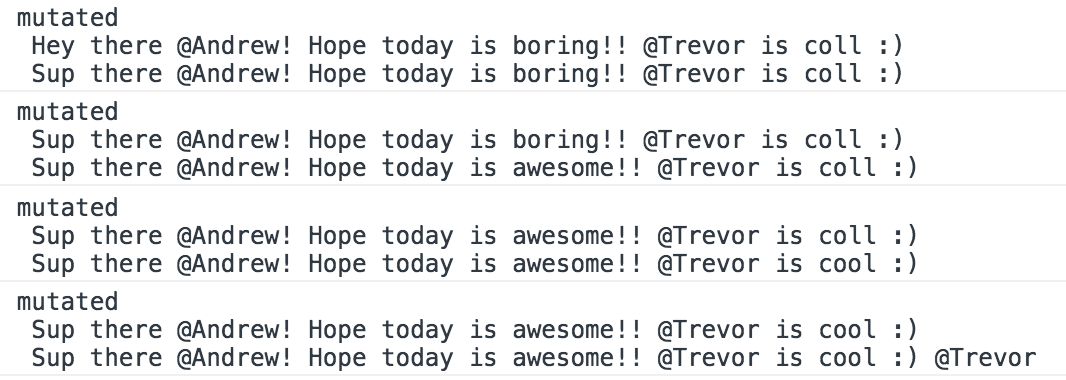 mutated
Hey there @Andrew! Hope today is boring!! @Trevor is coll :)
Sup there @Andrew! Hope today is boring!! @Trevor is coll :)
mutated
Sup there @Andrew! Hope today is boring!! @Trevor is coll :)
Sup there @Andrew! Hope today is awesome!! @Trevor is coll :)
mutated
Sup there @Andrew! Hope today is awesome!! @Trevor is coll :)
Sup there @Andrew! Hope today is awesome!! @Trevor is cool :)
mutated
Sup there @Andrew! Hope today is awesome!! @Trevor is cool :)
Sup there @Andrew! Hope today is awesome!! @Trevor is cool :) @Trevor